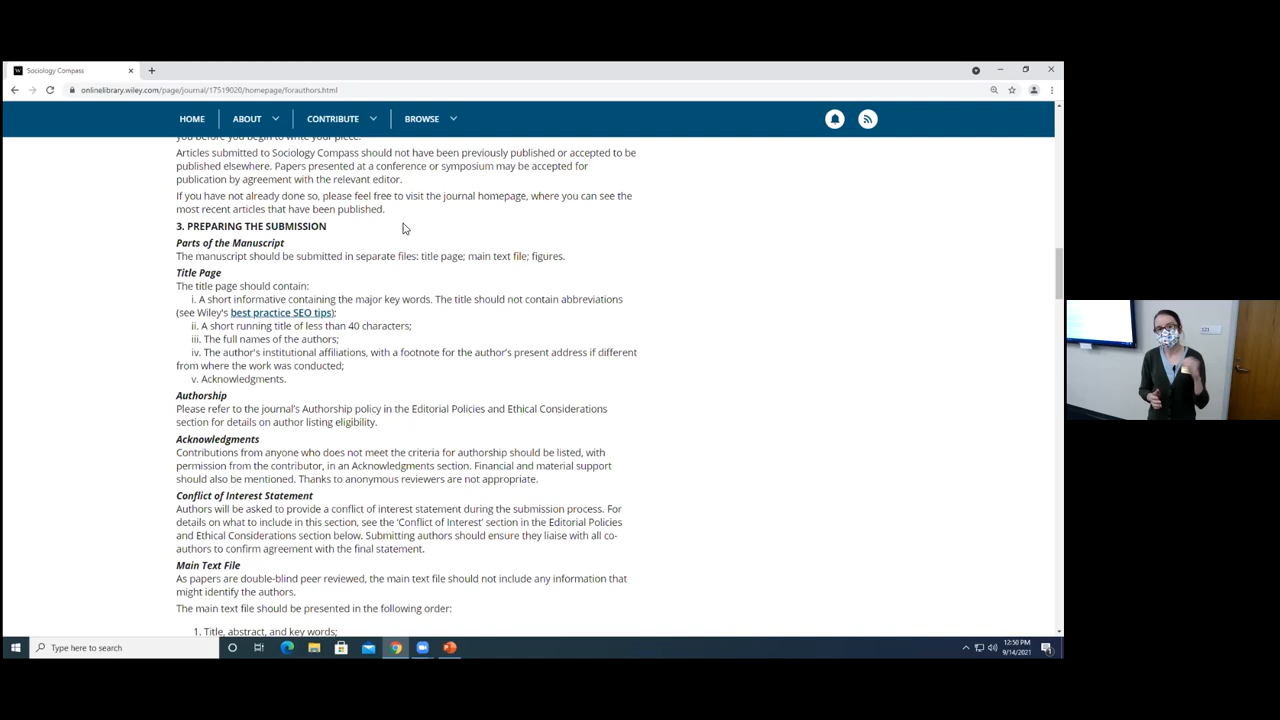 Sociology Compass
onlinelibrary.wiley.com/page/journal/17519020/homepage/forauthors.html
HOME ABOUT CONTRIBUTE BROWSE
you before you begin to write your piece.
Articles submitted to Sociology Compass should not have been previously published or accepted to be
published elsewhere. Papers presented at a conference or symposium may be accepted for
publication by agreement with the relevant editor.
If you have not already done so, please feel free to visit the journal homepage, where you can see the
most recent articles that have been published.
3. PREPARING THE SUBMISSION
Parts of the Manuscript
The manuscript should be submitted in separate files: title page; main text file; figures.
Title Page
The title page should contain:
i. A short informative containing the major key words. The title should not contain abbreviations
(see Wiley's best practice SEO tips);
ii. A short running title of less than 40 characters;
iii. The full names of the authors;
iv. The author's institutional affiliations, with a footnote for the author's present address if different
from where the work was conducted;
v. Acknowledgments.
Authorship
Please refer to the journal's Authorship policy in the Editorial Policies and Ethical Considerations
section for details on author listing eligibility.
Acknowledgments
Contributions from anyone who does not meet the criteria for authorship should be listed, with
permission from the contributor, in an Acknowledgments section. Financial and material support
should also be mentioned. Thanks to anonymous reviewers are not appropriate.
Conflict of Interest Statement
Authors will be asked to provide a conflict of interest statement during the submission process. For
details on what to include in this section, see the 'Conflict of Interest' section in the Editorial Policies
and Ethical Considerations section below. Submitting authors should ensure they liaise with all co-
authors to confirm agreement with the final statement.
Main Text File
As papers are double-blind peer reviewed, the main text file should not include any information that
might identify the authors.
The main text file should be presented in the following order:
1. Title, abstract, and key words;
Type here to search
12:50 PM
9/14/2021